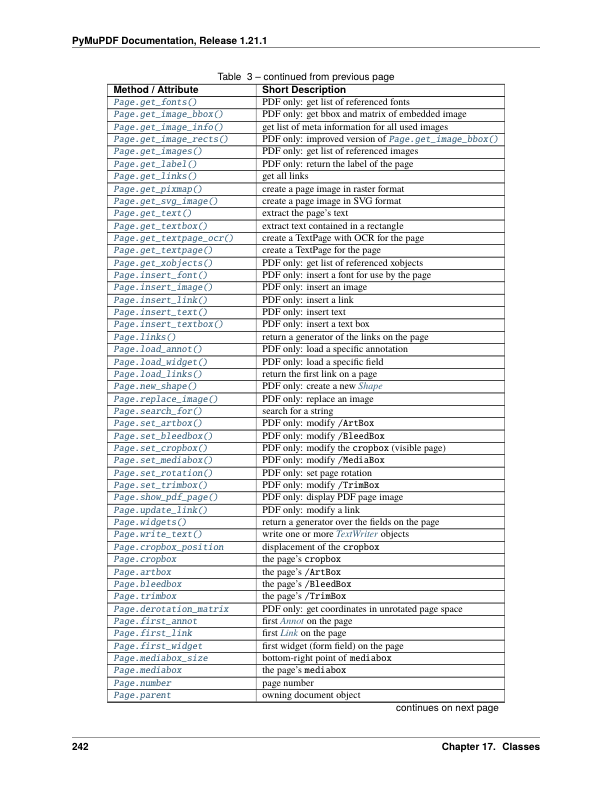 PyMuPDF Documentation, Release 1.21.1
Table 3 – continued from previous page
Method / Attribute Short Description
Page.get_fonts() PDF only: get list of referenced fonts
Page.get_image_bbox() PDF only: get bbox and matrix of embedded image
Page.get_image_info() get list of meta information for all used images
Page.get_image_rects() PDF only: improved version of Page.get_image_bbox()
Page.get_images() PDF only: get list of referenced images
Page.get_label() PDF only: return the label of the page
Page.get_links() get all links
Page.get_pixmap() create a page image in raster format
Page.get_svg_image() create a page image in SVG format
Page.get_text() extract the page's text
Page.get_textbox() extract text contained in a rectangle
Page.get_textpage_ocr() create a TextPage with OCR for the page
Page.get_textpage() create a TextPage for the page
Page.get_xobjects() PDF only: get list of referenced xobjects
Page.insert_font() PDF only: insert a font for use by the page
Page.insert_image() PDF only: insert an image
Page.insert_link() PDF only: insert a link
Page.insert_text() PDF only: insert text
Page.insert_textbox() PDF only: insert a text box
Page.links() return a generator of the links on the page
Page.load_annot() PDF only: load a specific annotation
Page.load_widget() PDF only: load a specific field
Page.load_links() return the first link on a page
Page.new_shape() PDF only: create a new Shape
Page.replace_image() PDF only: replace an image
Page.search_for() search for a string
Page.set_artbox() PDF only: modify /ArtBox
Page.set_bleedbox() PDF only: modify /BleedBox
Page.set_cropbox() PDF only: modify the cropbox (visible page)
Page.set_mediabox() PDF only: modify /MediaBox
Page.set_rotation() PDF only: set page rotation
Page.set_trimbox() PDF only: modify /TrimBox
Page.show_pdf_page() PDF only: display PDF page image
Page.update_link() PDF only: modify a link
Page.widgets() return a generator over the fields on the page
Page.write_text() write one or more TextWriter objects
Page.cropbox_position displacement of the cropbox
Page.cropbox the page's cropbox
Page.artbox the page's /ArtBox
Page.bleedbox the page's /BleedBox
Page.trimbox the page's /TrimBox
Page.derotation_matrix PDF only: get coordinates in unrotated page space
Page.first_annot first Annot on the page
Page.first_link first Link on the page
Page.first_widget first widget (form field) on the page
Page.mediabox_size bottom-right point of mediabox
Page.mediabox the page's mediabox
Page.number page number
Page.parent owning document object
continues on next page
242 Chapter 17. Classes